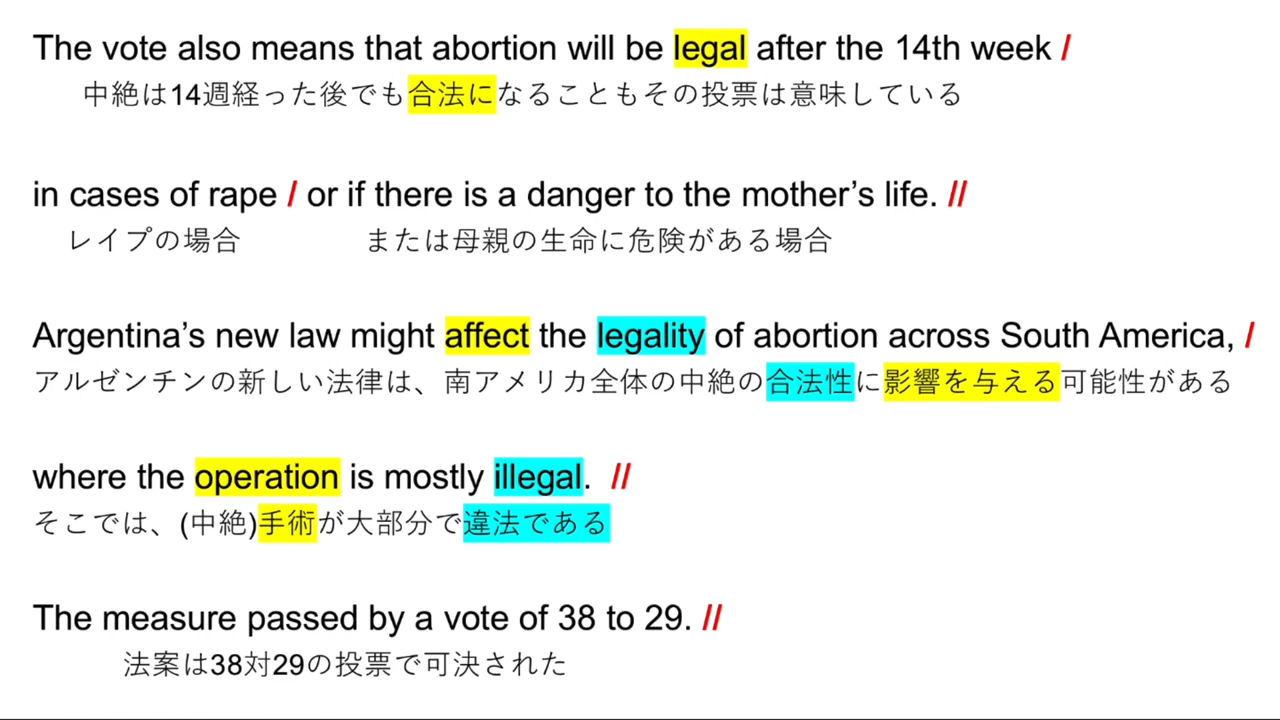 The vote also means that abortion will be legal after the 14th week /
中絶は14週経った後でも合法になることもその投票は意味している
in cases of rape / or if there is a danger to the mother’s life. //
レイプの場合 または母親の生命に危険がある場合
Argentina’s new law might affect the legality of abortion across South America, /
アルゼンチンの新しい法律は、南アメリカ全体の中絶の合法性に影響を与える可能性がある
where the operation is mostly illegal. //
そこでは、(中絶)手術が大部分で違法である
The measure passed by a vote of 38 to 29. //
法案は38対29の投票で可決された